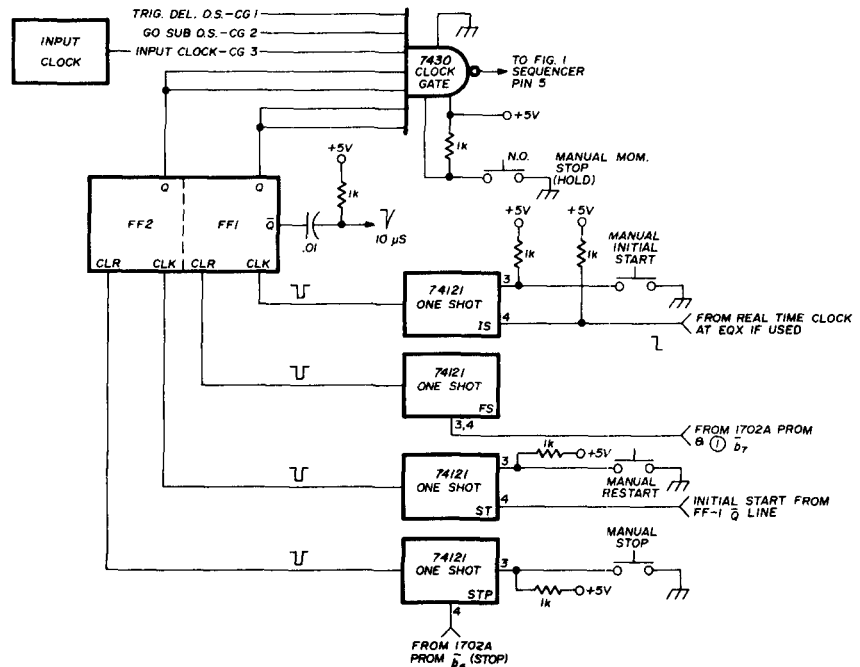 TRIG. DEL. O.S.-CG 1
GO SUB O.S.-CG 2
INPUT CLOCK-CG 3
INPUT
CLOCK
7430
CLOCK
GATE
TO FIG. 1
SEQUENCER
PIN 5
+5V
1k
N.O.
MANUAL MOM.
STOP
(HOLD)
+5V
1k
Q
Q
FF2
FF1
Q̅
.01
10 µS
CLR
CLK
CLR
CLK
+5V
1k
+5V
1k
MANUAL
INITIAL
START
74121
ONE SHOT
IS
3
4
FROM REAL TIME CLOCK
AT EQX IF USED
74121
ONE SHOT
FS
3,4
FROM 1702A PROM
8 ① b̅7
74121
ONE SHOT
ST
3
4
1k
+5V
MANUAL
RESTART
INITIAL START FROM
FF-1 Q̅ LINE
74121
ONE SHOT
STP
3
4
MANUAL
STOP
1k
+5V
FROM 1702A
PROM b̅6 (STOP)